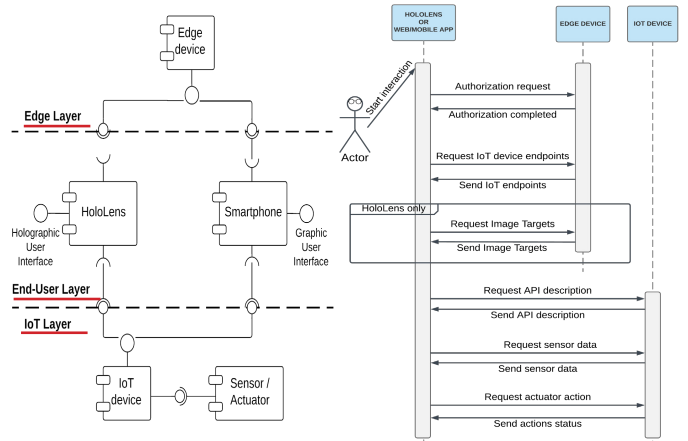 Edge
device
Edge Layer
HoloLens
Smartphone
Holographic
User
Interface
Graphic
User
Interface
End-User Layer
IoT Layer
IoT
device
Sensor /
Actuator
HOLOLENS
OR
WEB/MOBILE APP
EDGE DEVICE
IOT DEVICE
Start interaction
Actor
Authorization request
Authorization completed
Request IoT device endpoints
Send IoT endpoints
HoloLens only
Request Image Targets
Send Image Targets
Request API description
Send API description
Request sensor data
Send sensor data
Request actuator action
Send actions status